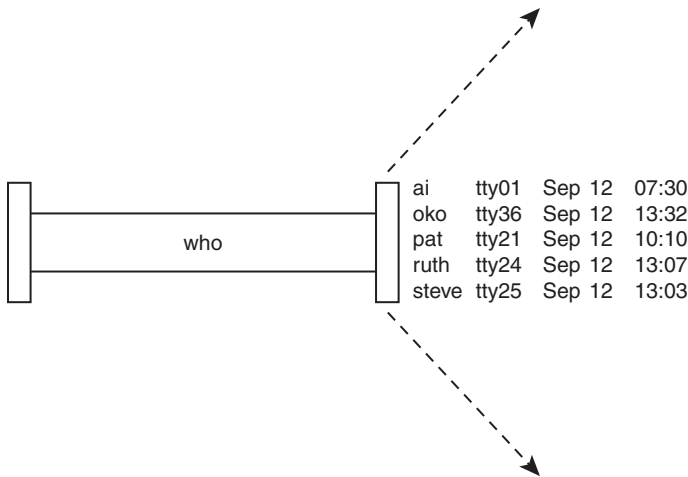 who
ai tty01 Sep 12 07:30
oko tty36 Sep 12 13:32
pat tty21 Sep 12 10:10
ruth tty24 Sep 12 13:07
steve tty25 Sep 12 13:03